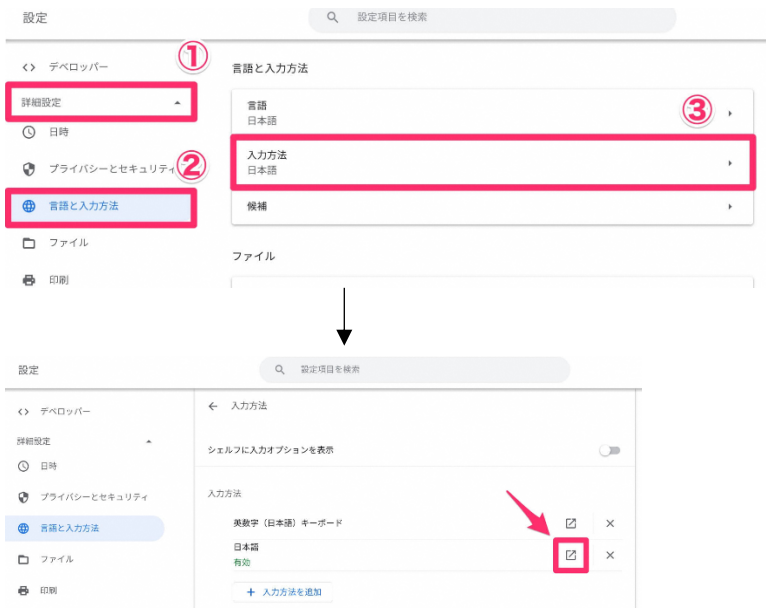 設定
設定項目を検索
①
デベロッパー
言語と入力方法
詳細設定
言語
日本語
③
日時
入力方法
日本語
プライバシーとセキュリティ
②
言語と入力方法
候補
ファイル
ファイル
印刷
設定
設定項目を検索
デベロッパー
入力方法
詳細設定
シェルフに入力オプションを表示
日時
プライバシーとセキュリティ
入力方法
言語と入力方法
英数字（日本語）キーボード
日本語
有効
ファイル
印刷
入力方法を追加